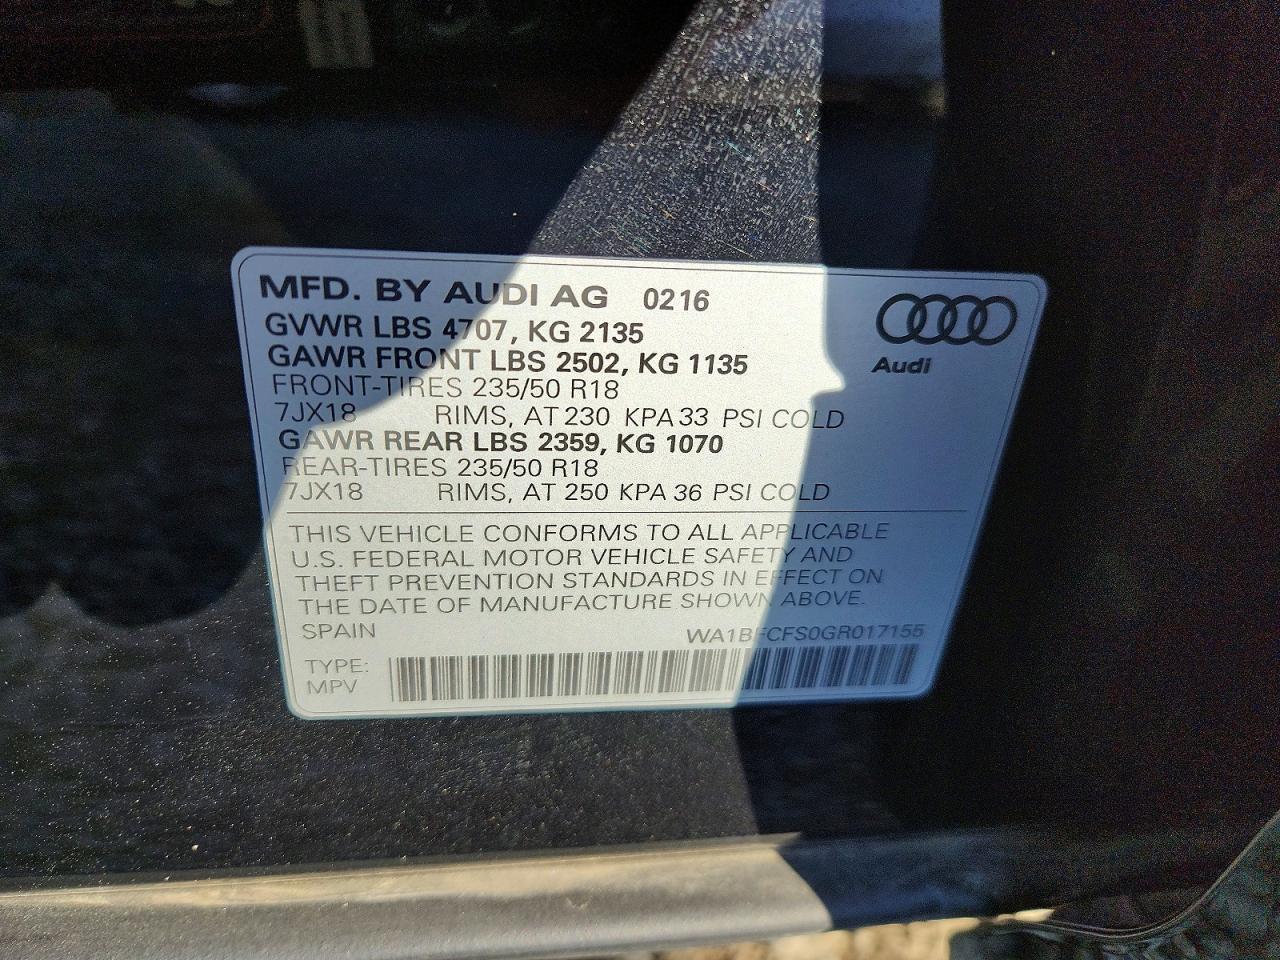 MFD. BY AUDI AG 0216
GVWR LBS 4707, KG 2135
GAWR FRONT LBS 2502, KG 1135
Audi
FRONT-TIRES 235/50 R18
7JX18 RIMS, AT 230 KPA 33 PSI COLD
GAWR REAR LBS 2359, KG 1070
REAR-TIRES 235/50 R18
7JX18 RIMS, AT 250 KPA 36 PSI COLD
THIS VEHICLE CONFORMS TO ALL APPLICABLE
U.S. FEDERAL MOTOR VEHICLE SAFETY AND
THEFT PREVENTION STANDARDS IN EFFECT ON
THE DATE OF MANUFACTURE SHOWN ABOVE.
SPAIN WA1BFCFS0GR017155
TYPE:
MPV